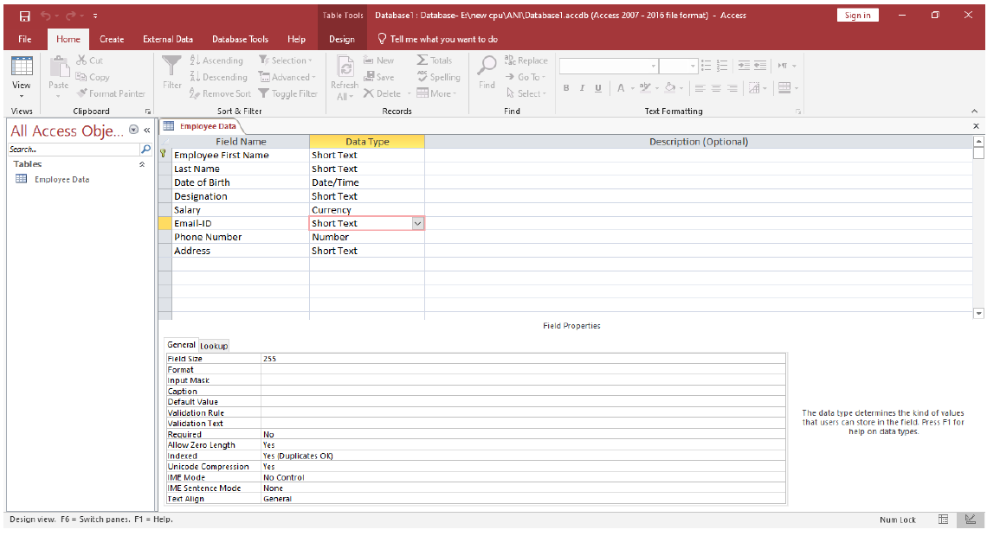 Table Tools Database1 : Database- E:\new cpu\ANI\Database1.accdb (Access 2007 - 2016 file format) - Access Sign in
File Home Create External Data Database Tools Help Design Tell me what you want to do
View
Views
Paste
Cut
Copy
Format Painter
Clipboard
Filter
Ascending
Descending
Remove Sort
Selection
Advanced
Toggle Filter
Sort & Filter
Refresh
All
New
Save
Delete
Totals
Spelling
More
Records
Find
Replace
Go To
Select
Find
B I U A
Text Formatting
All Access Obje...
Search...
Tables
Employee Data
Employee Data
Field Name Data Type Description (Optional)
Employee First Name Short Text
Last Name Short Text
Date of Birth Date/Time
Designation Short Text
Salary Currency
Email-ID Short Text
Phone Number Number
Address Short Text
Field Properties
General Lookup
Field Size 255
Format
Input Mask
Caption
Default Value
Validation Rule
Validation Text
Required No
Allow Zero Length Yes
Indexed Yes (Duplicates OK)
Unicode Compression Yes
IME Mode No Control
IME Sentence Mode None
Text Align General
The data type determines the kind of values
that users can store in the field. Press F1 for
help on data types.
Design view. F6 = Switch panes. F1 = Help. Num Lock